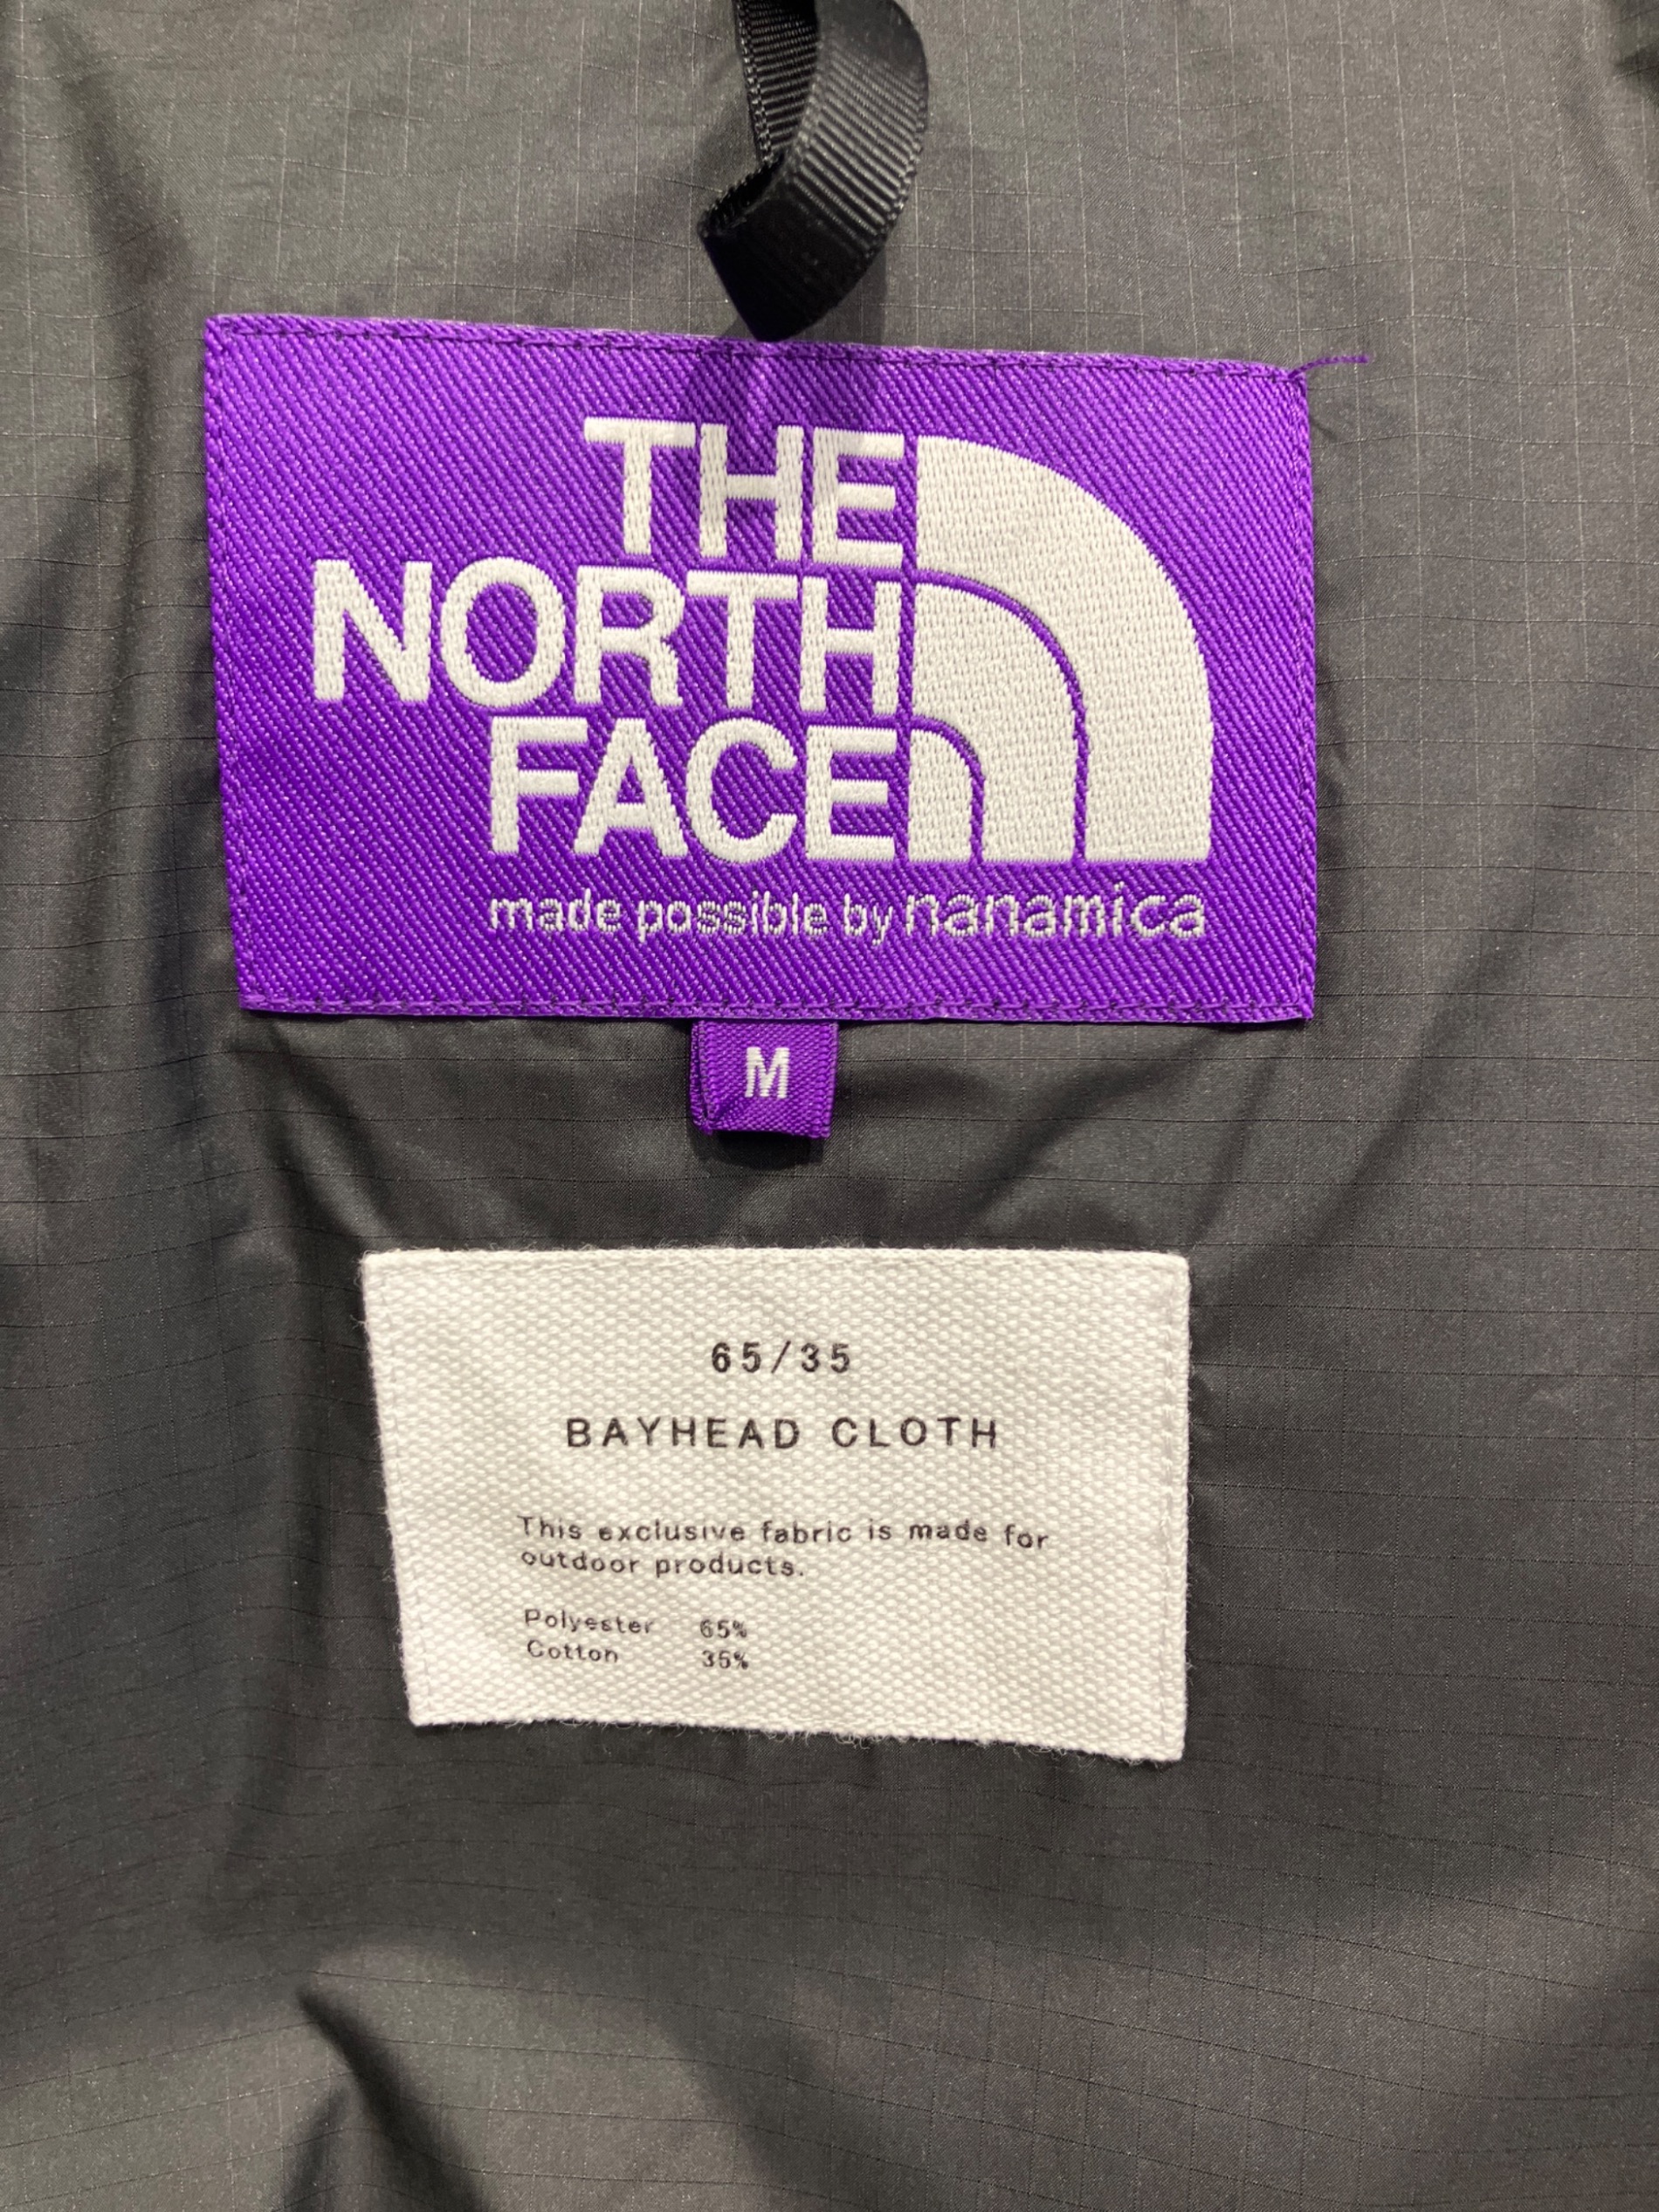 THE
NORTH
FACE
made possible by nanamica
M
65/35
BAYHEAD CLOTH
This exclusive fabric is made for
outdoor products.
Polyester 65%
Cotton 35%